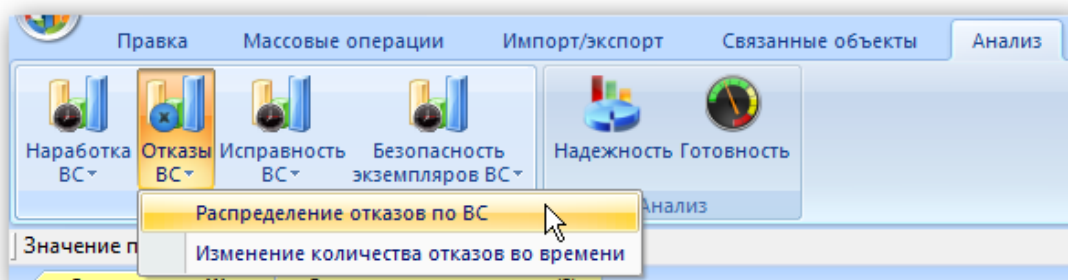 Правка Массовые операции Импорт/экспорт Связанные объекты Анализ
Наработка ВС
Отказы ВС
Исправность ВС
Безопасность экземпляров ВС
Надежность Готовность
Анализ
Распределение отказов по ВС
Изменение количества отказов во времени
Значение